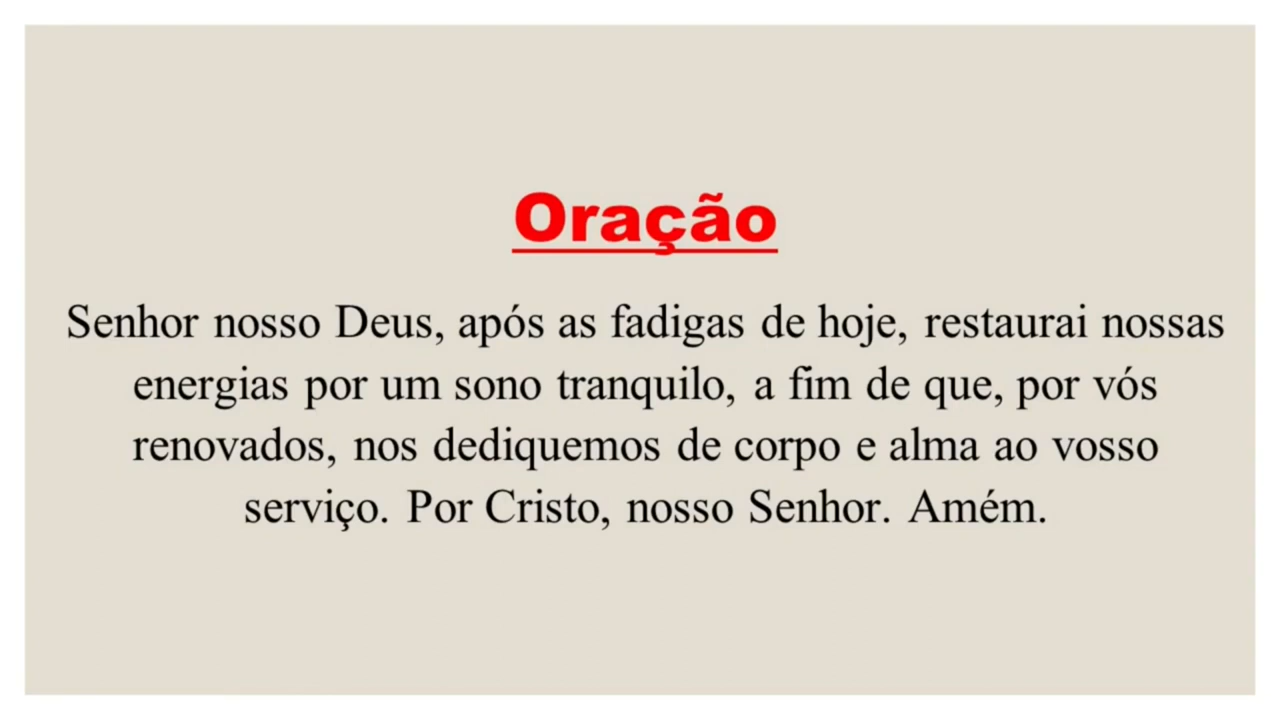 Oração
Senhor nosso Deus, após as fadigas de hoje, restaurai nossas
energias por um sono tranquilo, a fim de que, por vós
renovados, nos dediquemos de corpo e alma ao vosso
serviço. Por Cristo, nosso Senhor. Amém.